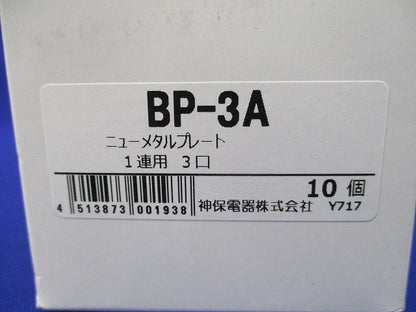 BP-3A
ニューメタルプレート
1連用 3口
10個
4 513873 001938
神保電器株式会社 Y717